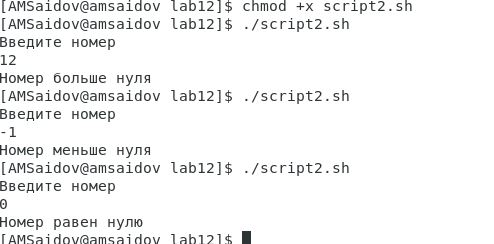 [AMSaidov@amsaidov lab12]$ chmod +x script2.sh
[AMSaidov@amsaidov lab12]$ ./script2.sh
Введите номер
12
Номер больше нуля
[AMSaidov@amsaidov lab12]$ ./script2.sh
Введите номер
-1
Номер меньше нуля
[AMSaidov@amsaidov lab12]$ ./script2.sh
Введите номер
0
Номер равен нулю
[AMSaidov@amsaidov lab12]$